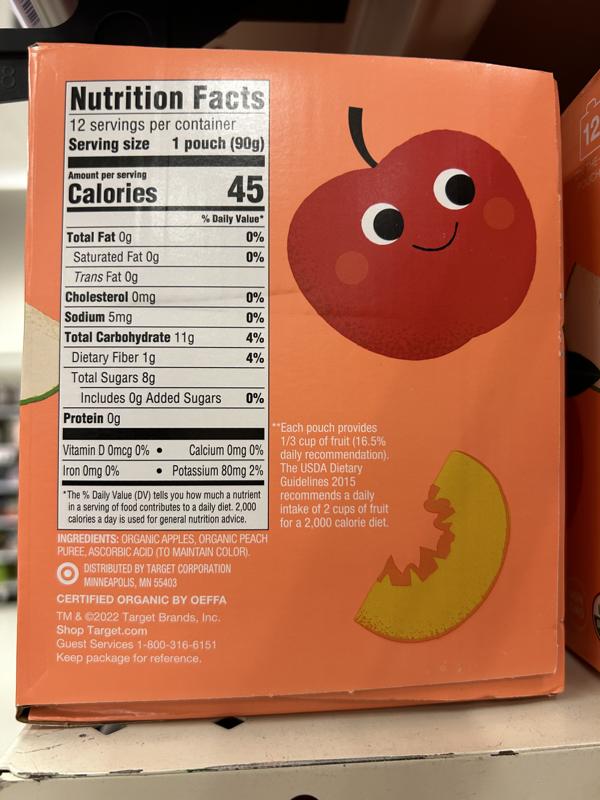 Nutrition Facts
12 servings per container
Serving size 1 pouch (90g)
Amount per serving
Calories 45
% Daily Value*
Total Fat 0g 0%
Saturated Fat 0g 0%
Trans Fat 0g
Cholesterol 0mg 0%
Sodium 5mg 0%
Total Carbohydrate 11g 4%
Dietary Fiber 1g 4%
Total Sugars 8g
Includes 0g Added Sugars 0%
Protein 0g
Vitamin D 0mcg 0% • Calcium 0mg 0%
Iron 0mg 0% • Potassium 80mg 2%
*The % Daily Value (DV) tells you how much a nutrient
in a serving of food contributes to a daily diet. 2,000
calories a day is used for general nutrition advice.
**Each pouch provides
1/3 cup of fruit (16.5%
daily recommendation).
The USDA Dietary
Guidelines 2015
recommends a daily
intake of 2 cups of fruit
for a 2,000 calorie diet.
INGREDIENTS: ORGANIC APPLES, ORGANIC PEACH
PUREE, ASCORBIC ACID (TO MAINTAIN COLOR).
DISTRIBUTED BY TARGET CORPORATION
MINNEAPOLIS, MN 55403
CERTIFIED ORGANIC BY OEFFA
TM & ©2022 Target Brands, Inc.
Shop Target.com
Guest Services 1-800-316-6151
Keep package for reference.
12
8